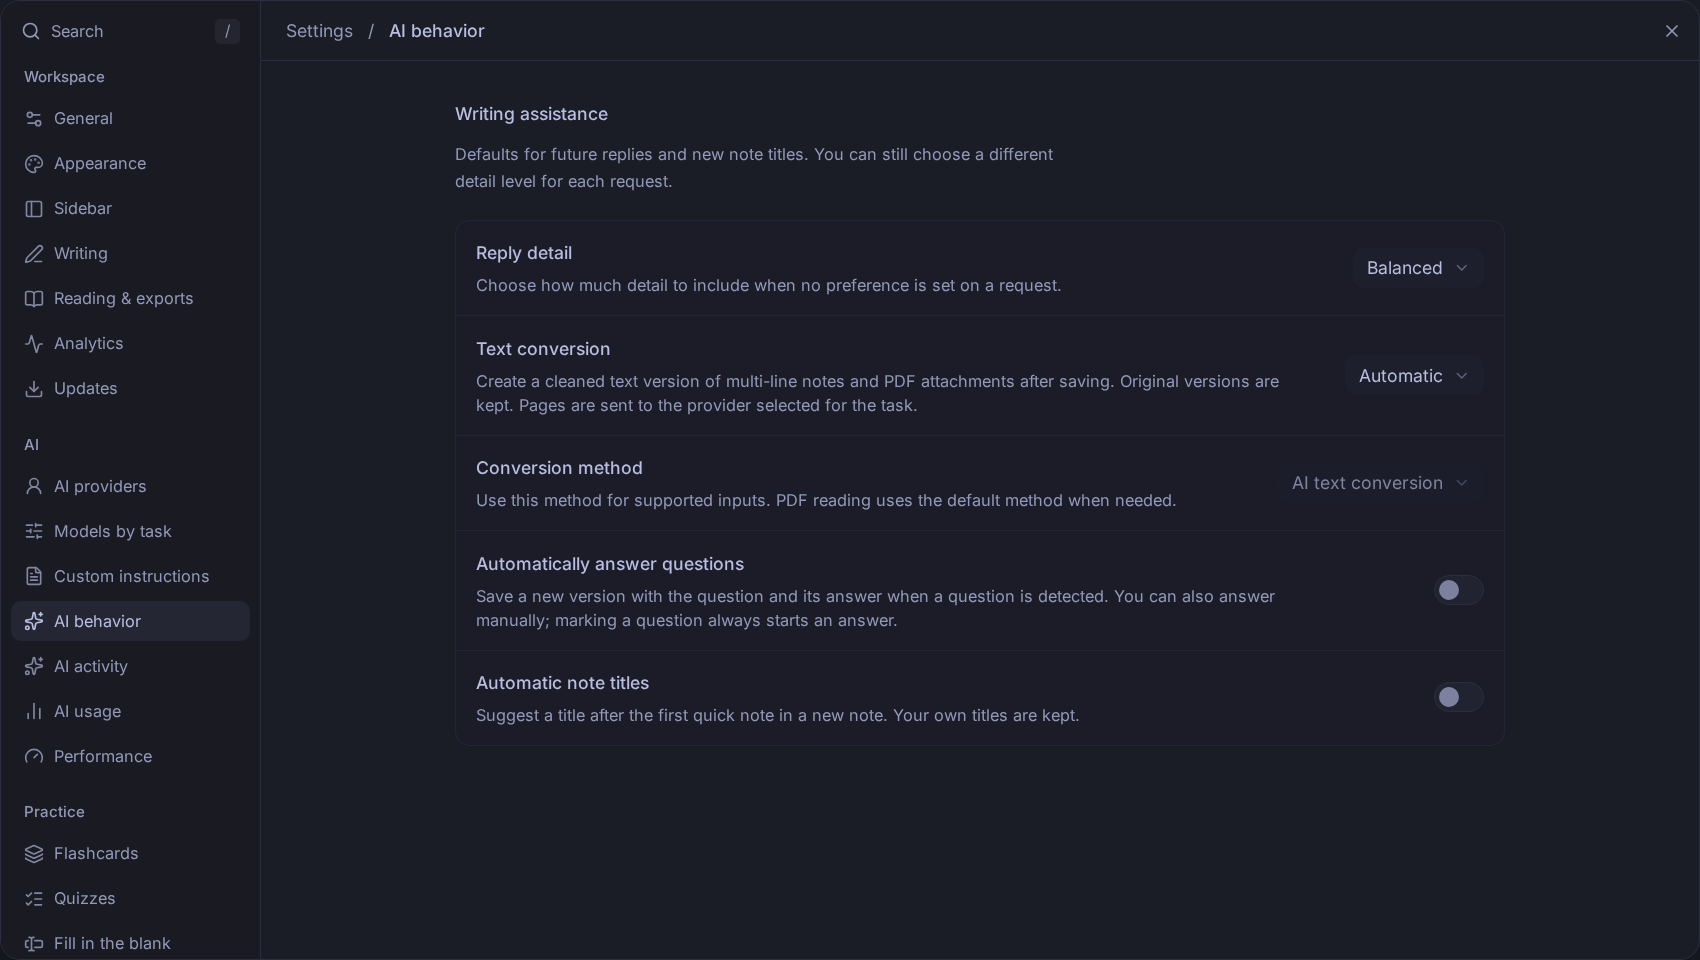 Search
/
Workspace
General
Appearance
Sidebar
Writing
Reading & exports
Analytics
Updates
AI
AI providers
Models by task
Custom instructions
AI behavior
AI activity
AI usage
Performance
Practice
Flashcards
Quizzes
Fill in the blank
Settings / AI behavior
Writing assistance
Defaults for future replies and new note titles. You can still choose a different
detail level for each request.
Reply detail
Choose how much detail to include when no preference is set on a request.
Balanced
Text conversion
Create a cleaned text version of multi-line notes and PDF attachments after saving. Original versions are
kept. Pages are sent to the provider selected for the task.
Automatic
Conversion method
Use this method for supported inputs. PDF reading uses the default method when needed.
AI text conversion
Automatically answer questions
Save a new version with the question and its answer when a question is detected. You can also answer
manually; marking a question always starts an answer.
Automatic note titles
Suggest a title after the first quick note in a new note. Your own titles are kept.